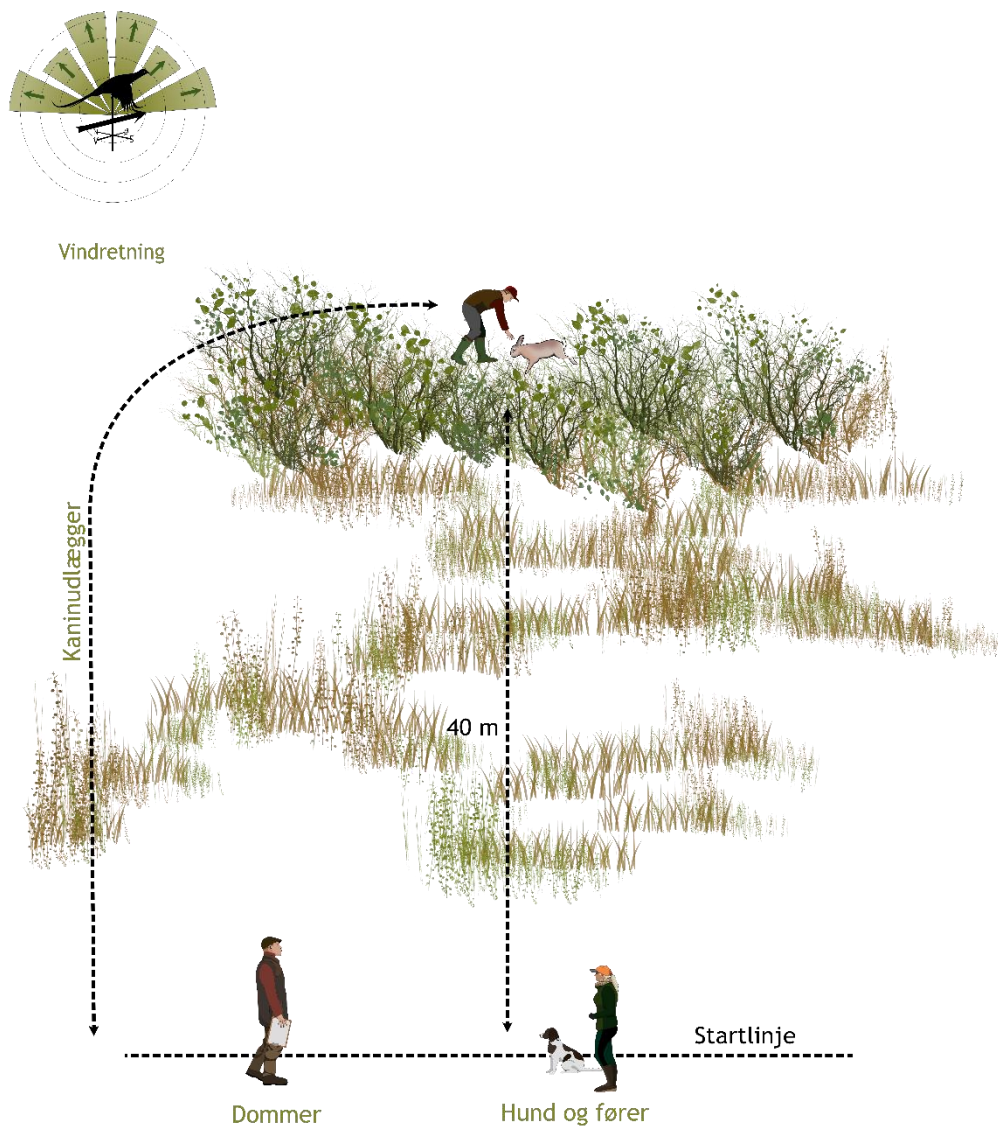 Vindretning
Kaninudlægger
40 m
Startlinje
Dommer
Hund og fører